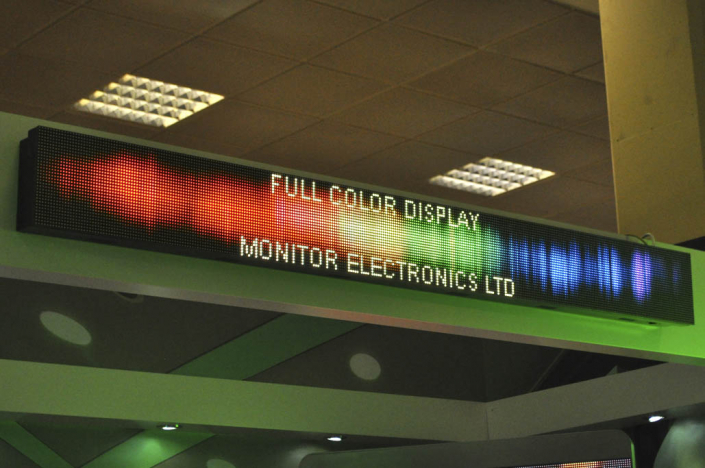 FULL COLOR DISPLAY
MONITOR ELECTRONICS LTD